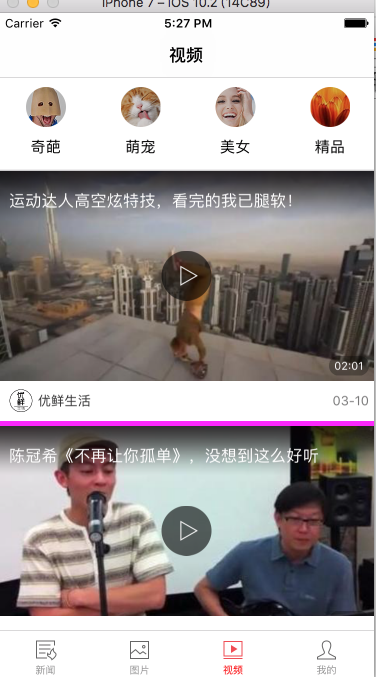 iPhone 7 – iOS 10.2 (14C89)
Carrier 5:27 PM
视频
奇葩 萌宠 美女 精品
运动达人高空炫特技，看完的我已腿软！
02:01
优鲜生活 03-10
陈冠希《不再让你孤单》，没想到这么好听
新闻 图片 视频 我的